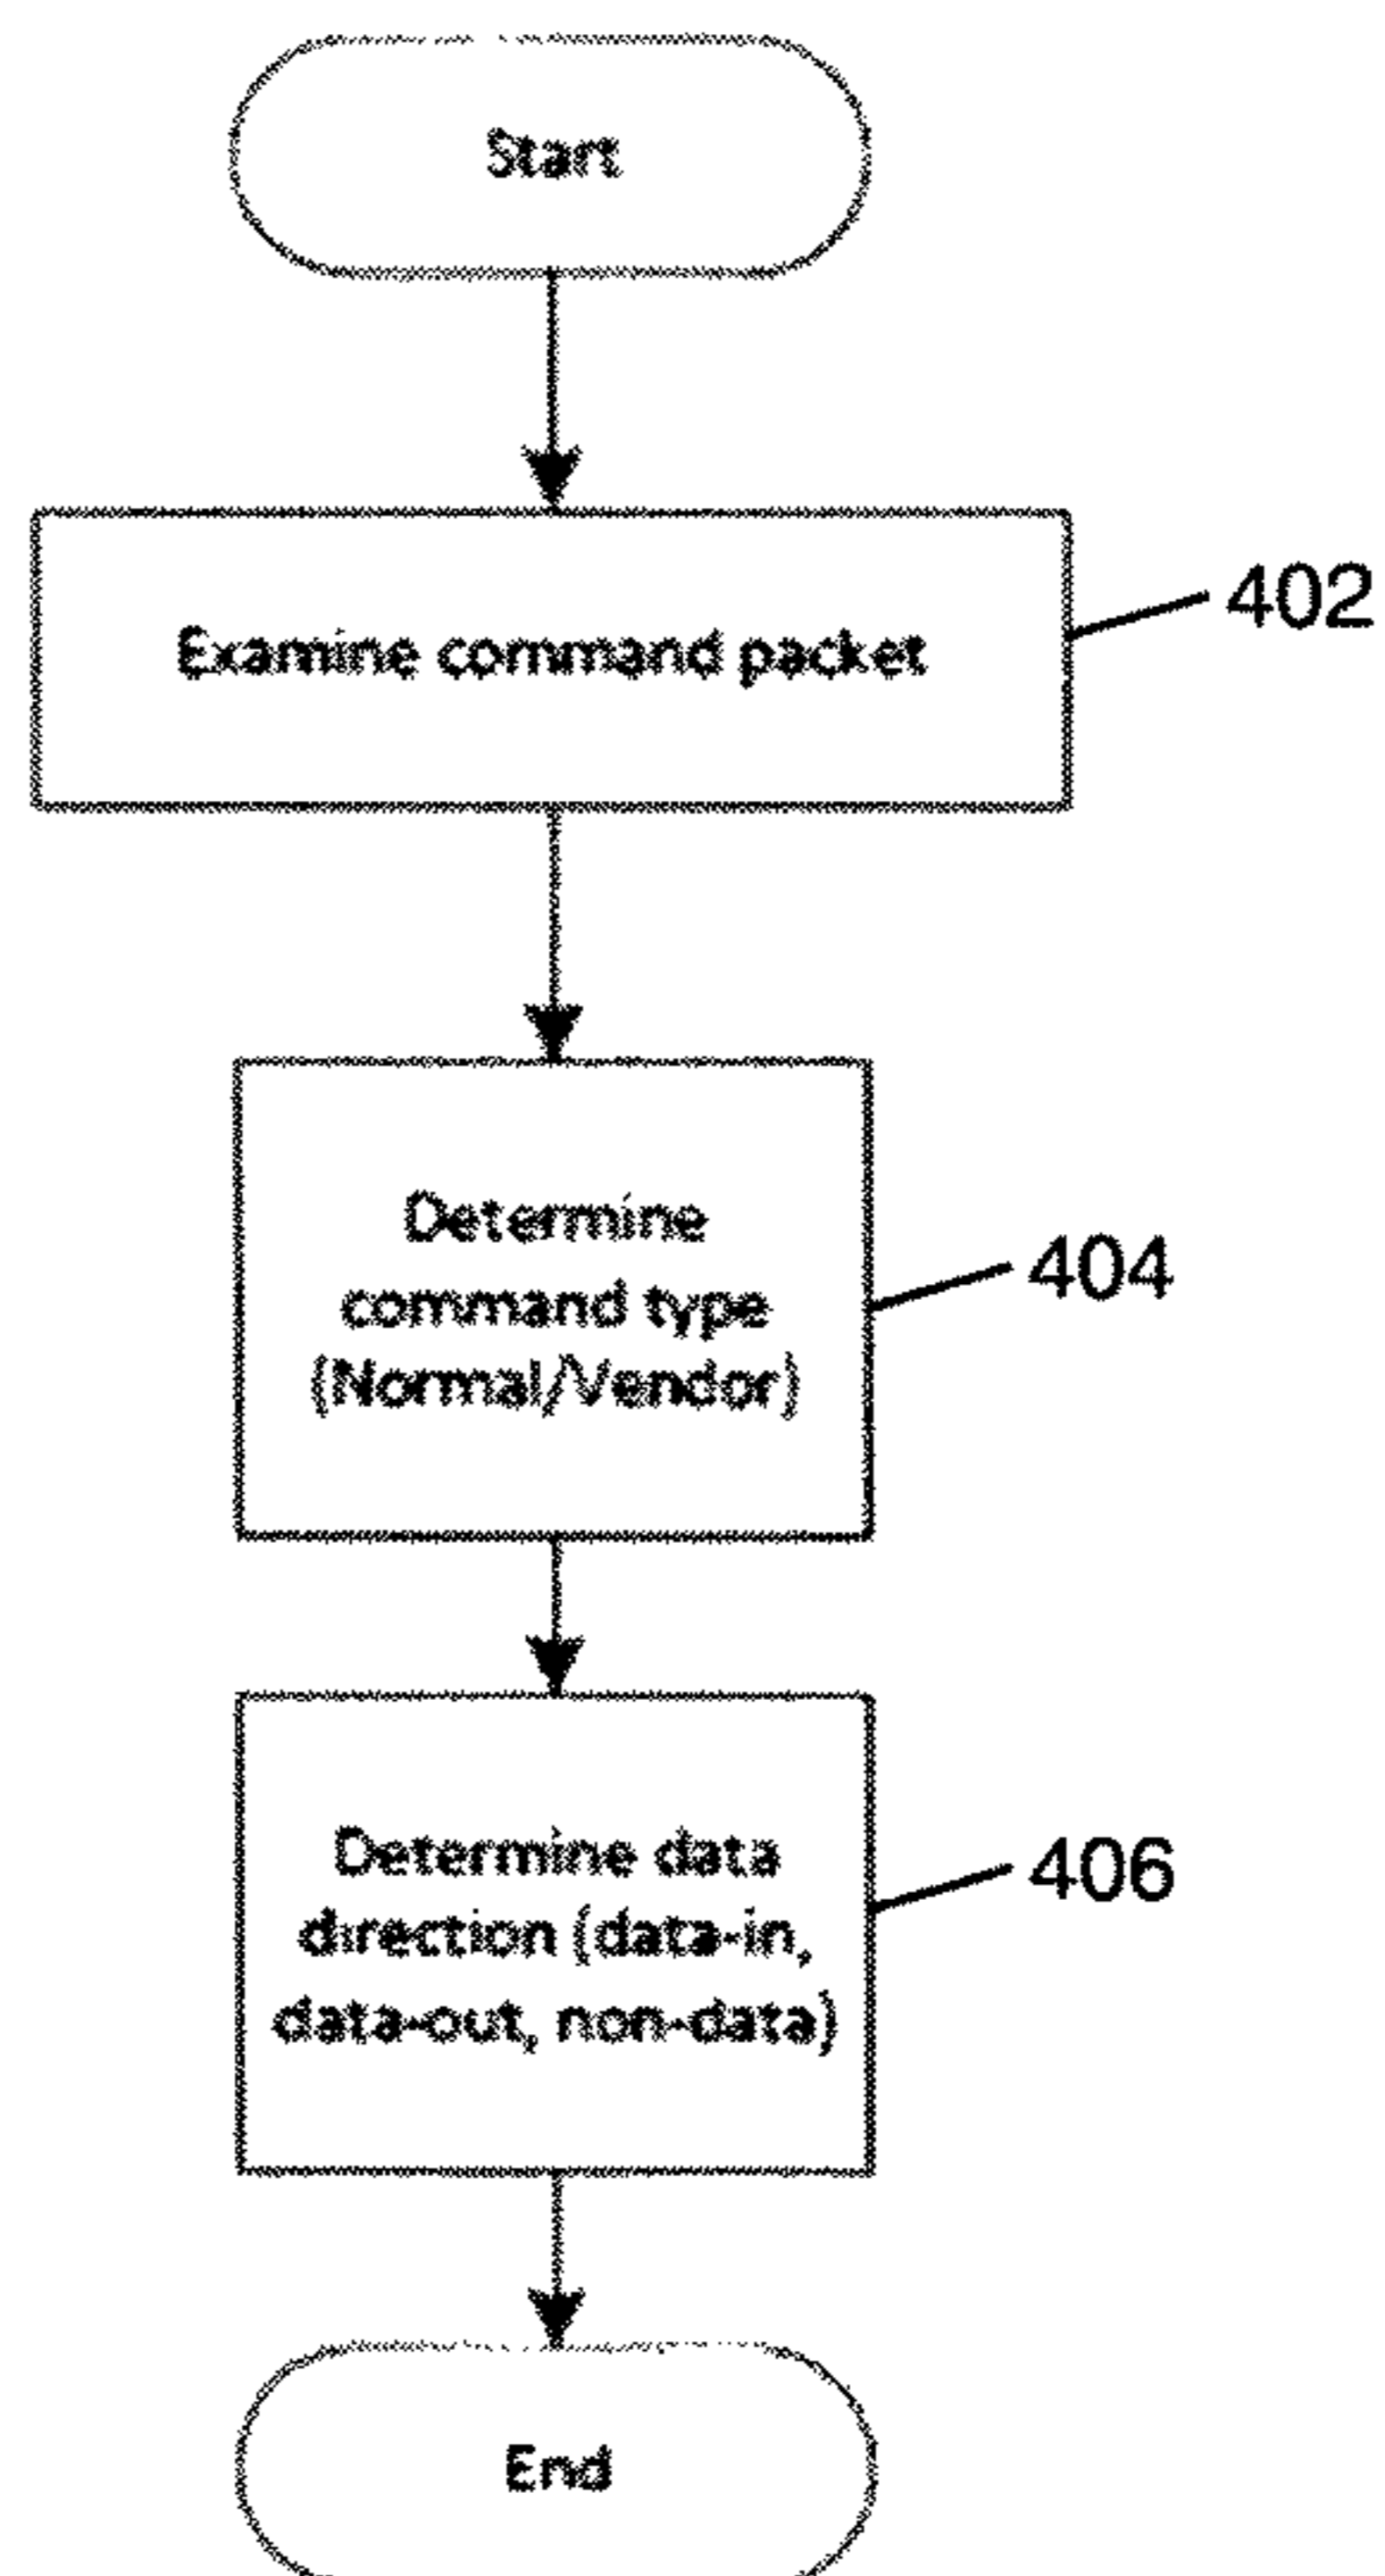 Start
Examine command packet
402
Determine
command type
(Normal/Vendor)
404
Determine data
direction (data-in,
data-out, non-data)
406
End